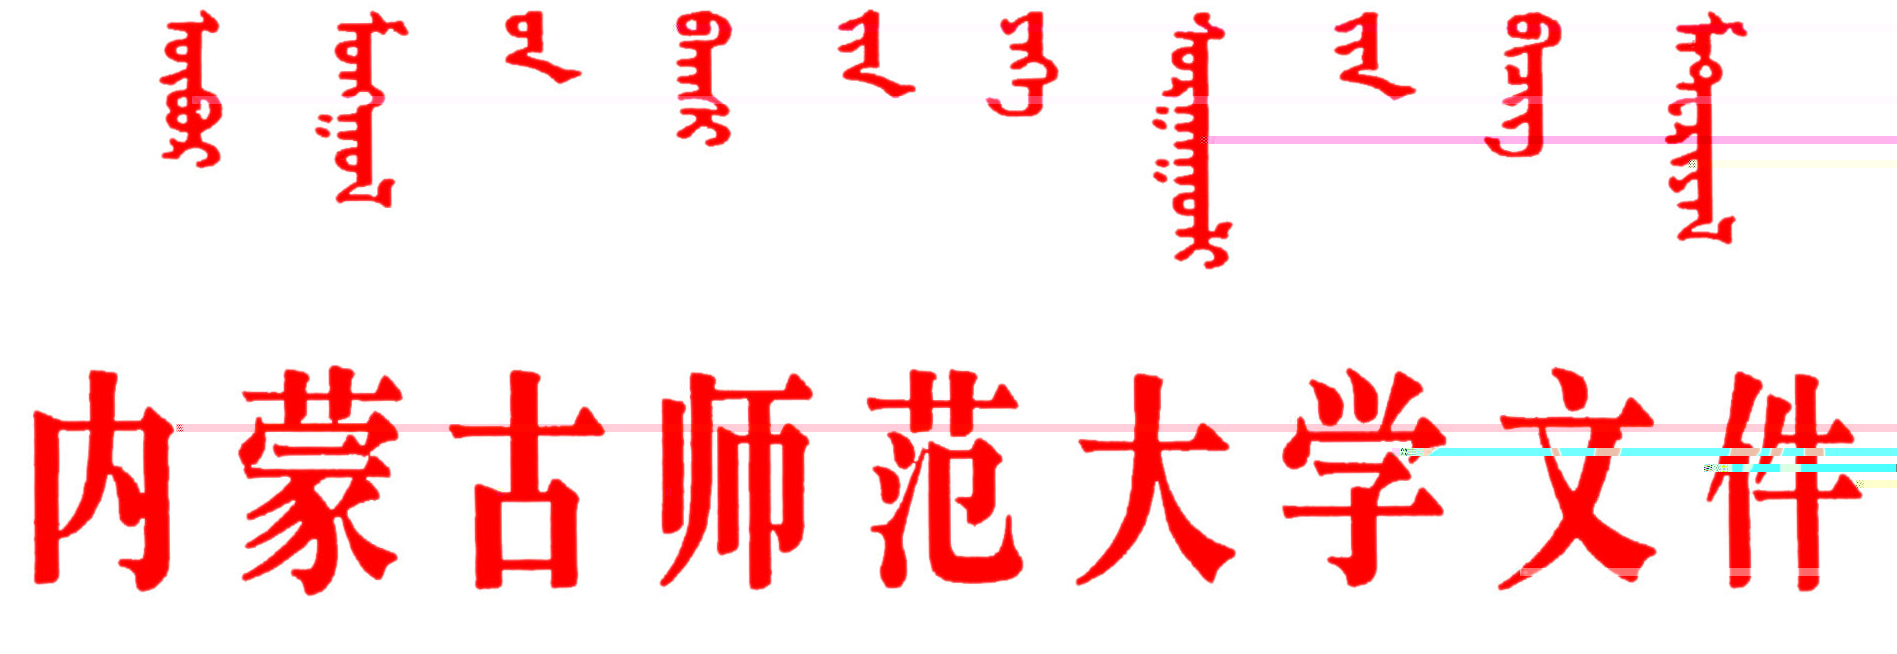 ᠥᠪᠥᠷ ᠮᠣᠩᠭᠣᠯ ᠤᠨ ᠪᠠᠭᠰᠢ ᠶᠢᠨ ᠶᠡᠬᠡ ᠰᠤᠷᠭᠠᠭᠤᠯᠢ ᠶᠢᠨ ᠪᠢᠴᠢᠭ
内蒙古师范大学文件